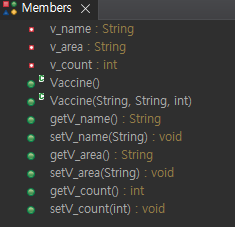 Members
v_name : String
v_area : String
v_count : int
Vaccine()
Vaccine(String, String, int)
getV_name() : String
setV_name(String) : void
getV_area() : String
setV_area(String) : void
getV_count() : int
setV_count(int) : void